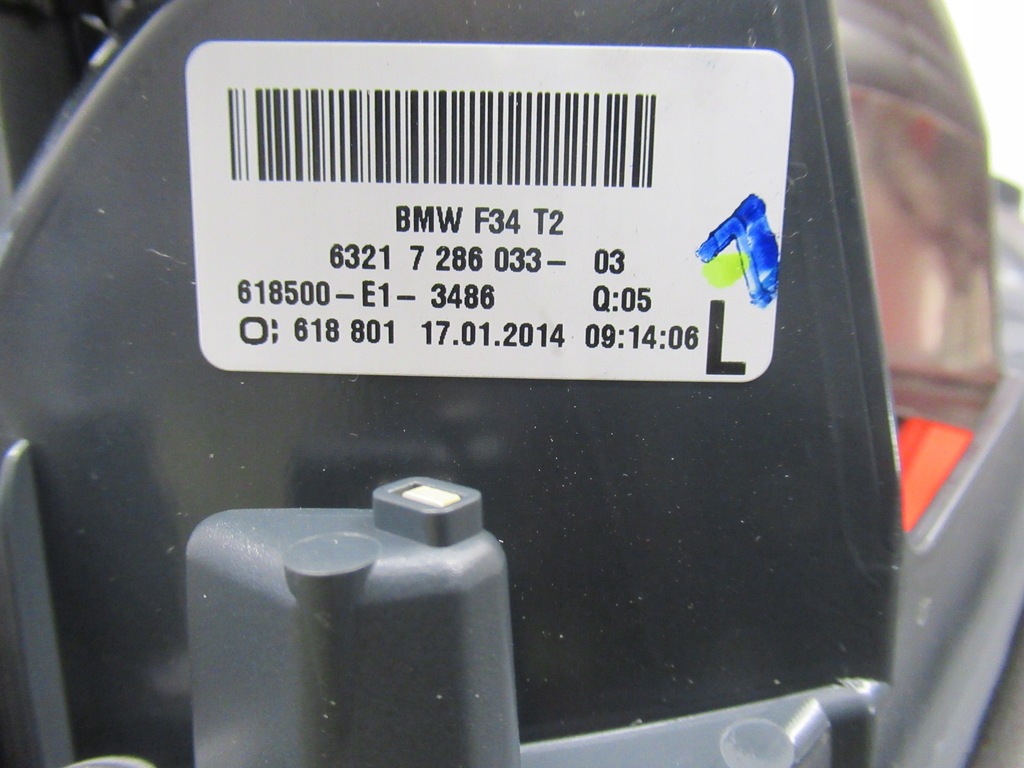 BMW F34 T2
6321 7 286 033- 03
618500-E1- 3486 Q:05
O; 618 801 17.01.2014 09:14:06
L
1